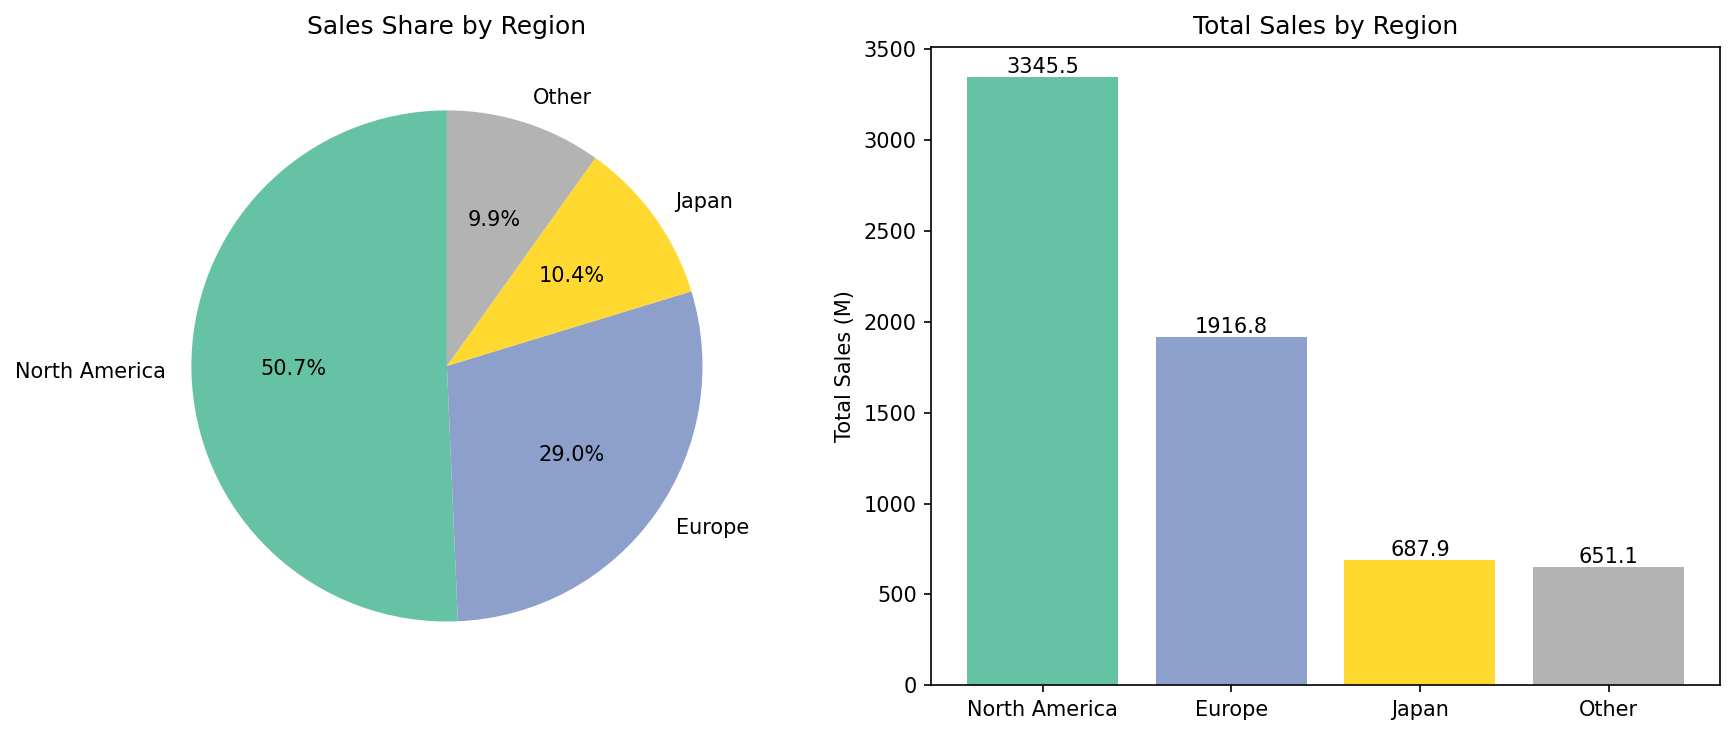 Sales Share by Region
Other
Japan
9.9%
10.4%
North America
50.7%
29.0%
Europe
Total Sales by Region
Total Sales (M)
3500
3000
2500
2000
1500
1000
500
0
3345.5
1916.8
687.9
651.1
North America
Europe
Japan
Other